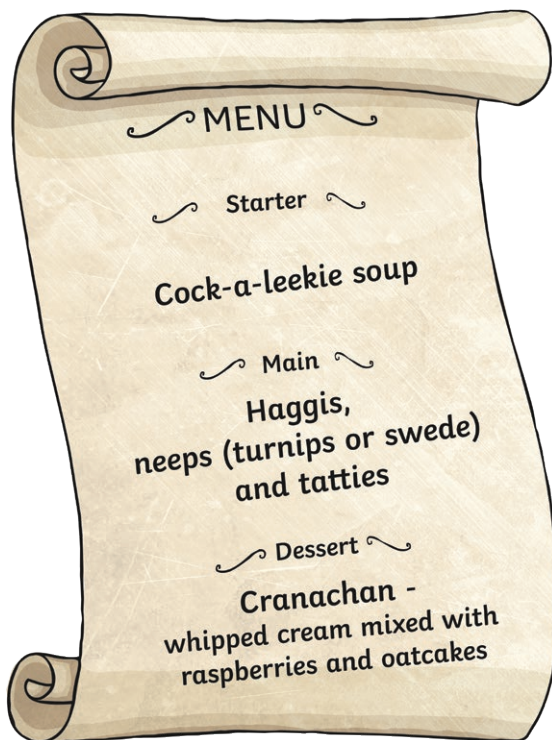 MENU
Starter
Cock-a-leekie soup
Main
Haggis,
neeps (turnips or swede)
and tatties
Dessert
Cranachan -
whipped cream mixed with
raspberries and oatcakes